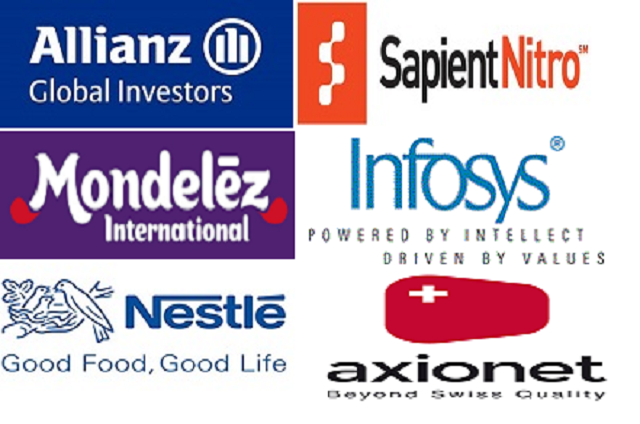 Allianz
Global Investors
SapientNitro℠
Mondelēz
International
Infosys®
POWERED BY INTELLECT
DRIVEN BY VALUES
Nestlé
Good Food, Good Life
axionet
Beyond Swiss Quality